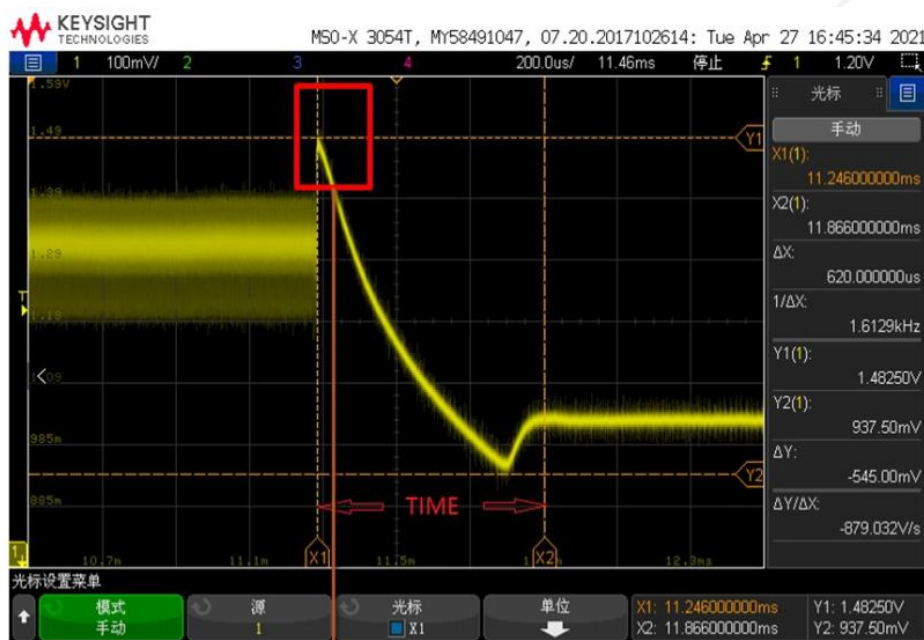 KEYSIGHT
TECHNOLOGIES
MSO-X 3054T, MY58491047, 07.20.2017102614: Tue Apr 27 16:45:34 2021
1 100mV/ 2 3 4 200.0us/ 11.46ms 停止 1 1.20V
1.59V
1.49
1.39
1.29
1.19
1.09
985m
885m
T
Y1
Y2
TIME
X1
X2
1
10.7m 11.1m 11.5m 12.3ms
光标
手动
X1(1):
11.246000000ms
X2(1):
11.866000000ms
ΔX:
620.000000us
1/ΔX:
1.6129kHz
Y1(1):
1.48250V
Y2(1):
937.50mV
ΔY:
-545.00mV
ΔY/ΔX:
-879.032V/s
光标设置菜单
模式
手动
源
1
光标
X1
单位
X1: 11.246000000ms
X2: 11.866000000ms
Y1: 1.48250V
Y2: 937.50mV